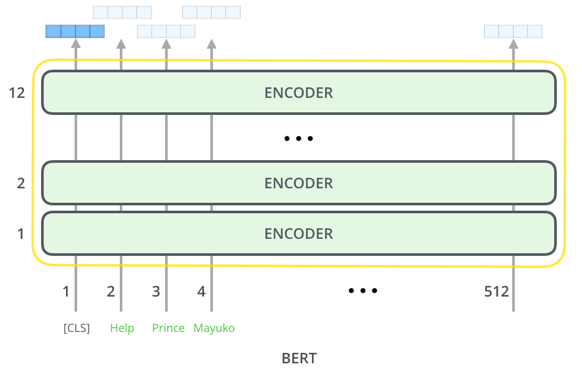 12 ENCODER
•••
2 ENCODER
1 ENCODER
1 2 3 4 ••• 512
[CLS] Help Prince Mayuko
BERT